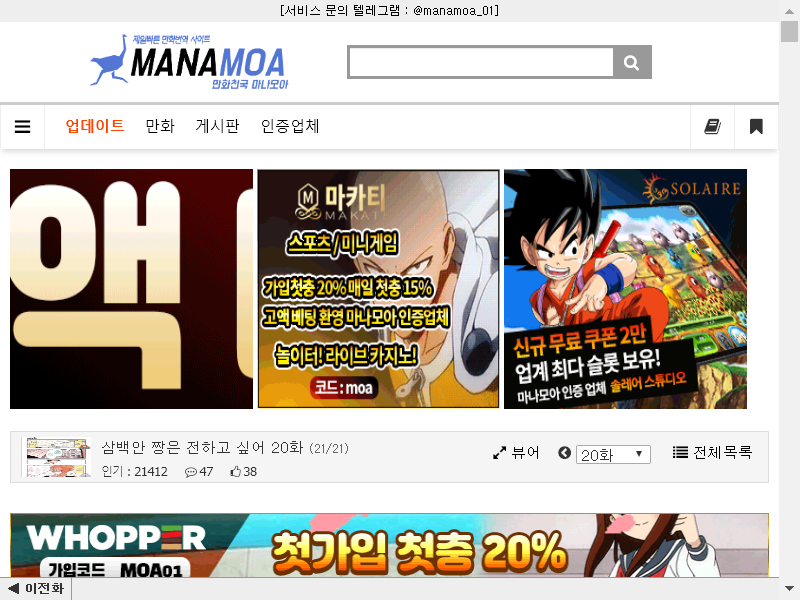 [서비스 문의 텔레그램 : @manamoa_01]
제일빠른 만화번역 사이트
MANAMOA
만화천국 마나모아
업데이트 만화 게시판 인증업체
맥
M 마카티
MAKATI
스포츠 / 미니게임
가입첫충 20% 매일 첫충 15%
고액 베팅 환영 마나모아 인증업체
놀이터! 라이브 카지노!
코드 : moa
SOLAIRE
신규 무료 쿠폰 2만
업계 최다 슬롯 보유!
마나모아 인증 업체 솔레어 스튜디오
삼백안 짱은 전하고 싶어 20화 (21/21)
인기 : 21412 47 38
뷰어 20화 전체목록
WHOPPER
가입코드 MOA01
첫가입 첫충 20%
이전화